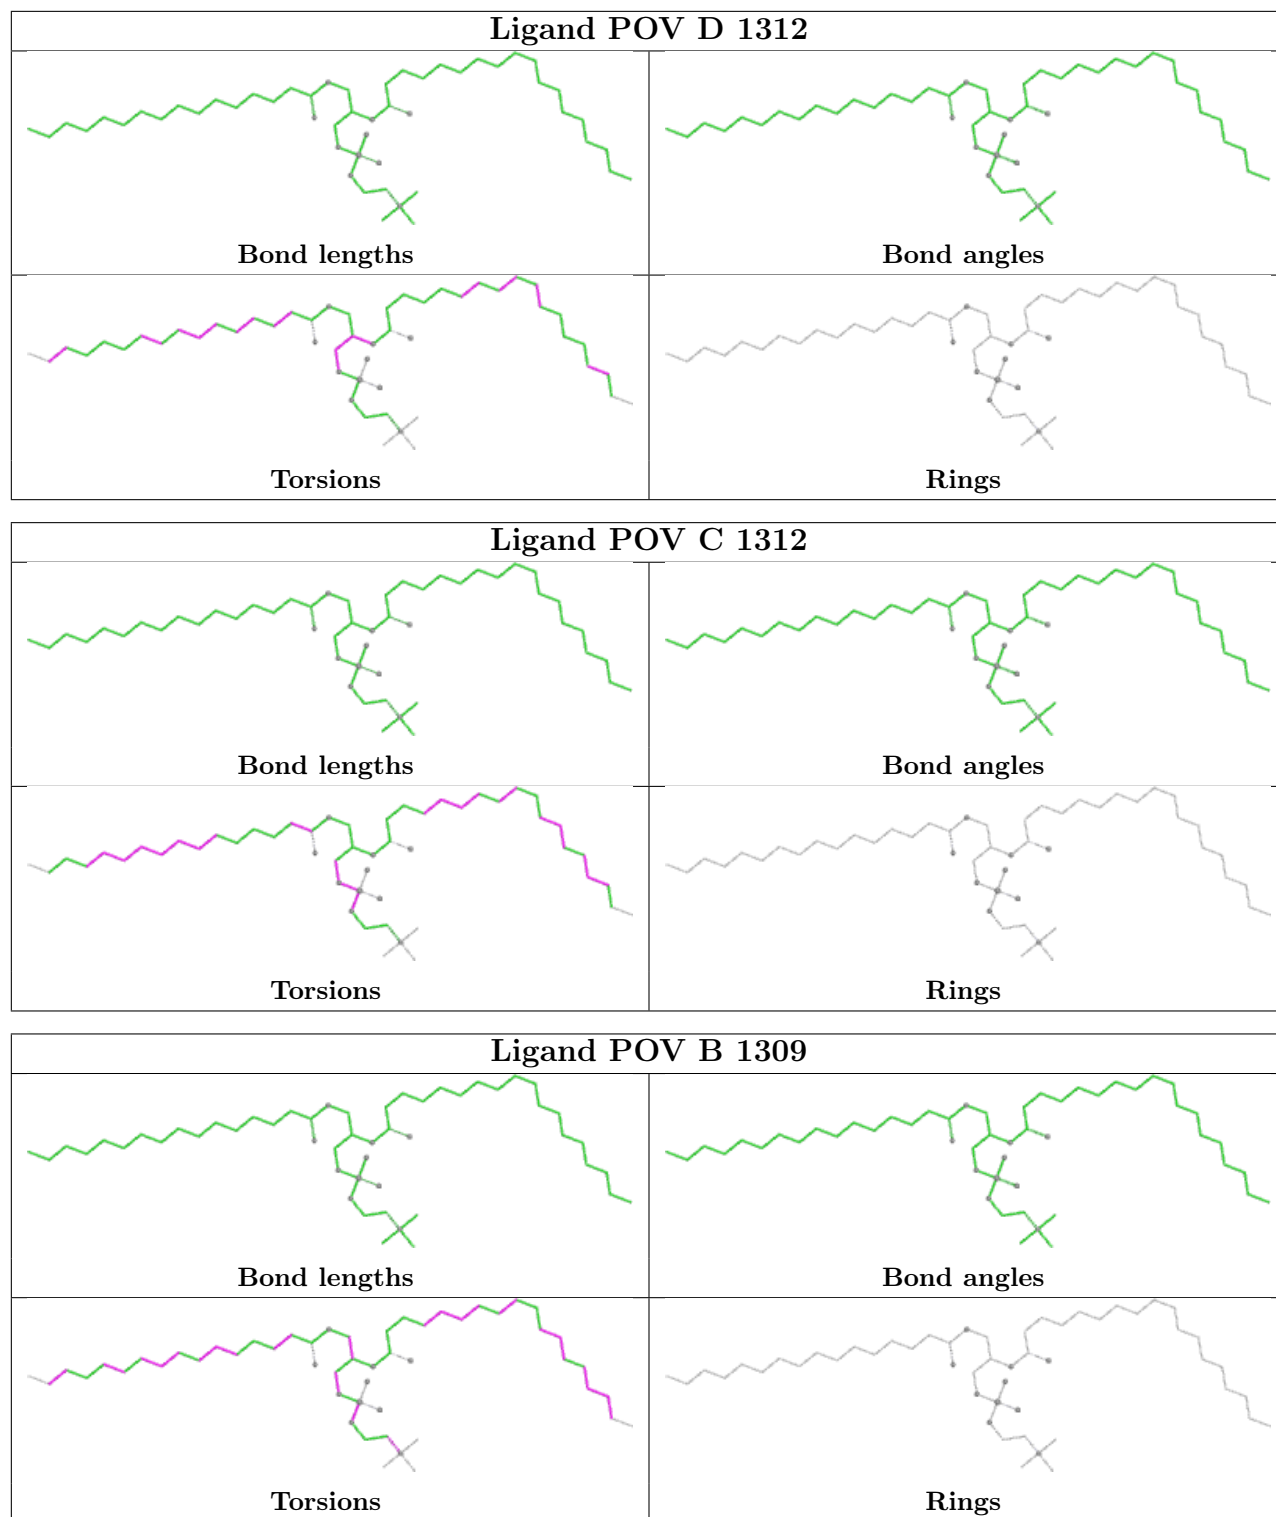 Ligand POV D 1312
Bond lengths
Bond angles
Torsions
Rings
Ligand POV C 1312
Bond lengths
Bond angles
Torsions
Rings
Ligand POV B 1309
Bond lengths
Bond angles
Torsions
Rings